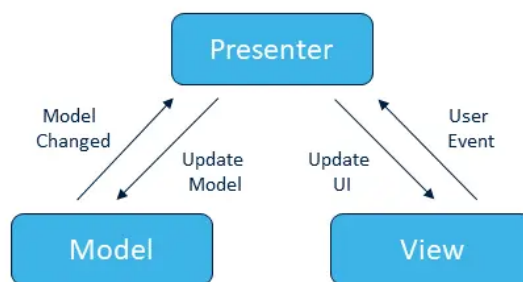 Presenter
Model
Changed
Update
Model
Update
UI
User
Event
Model
View